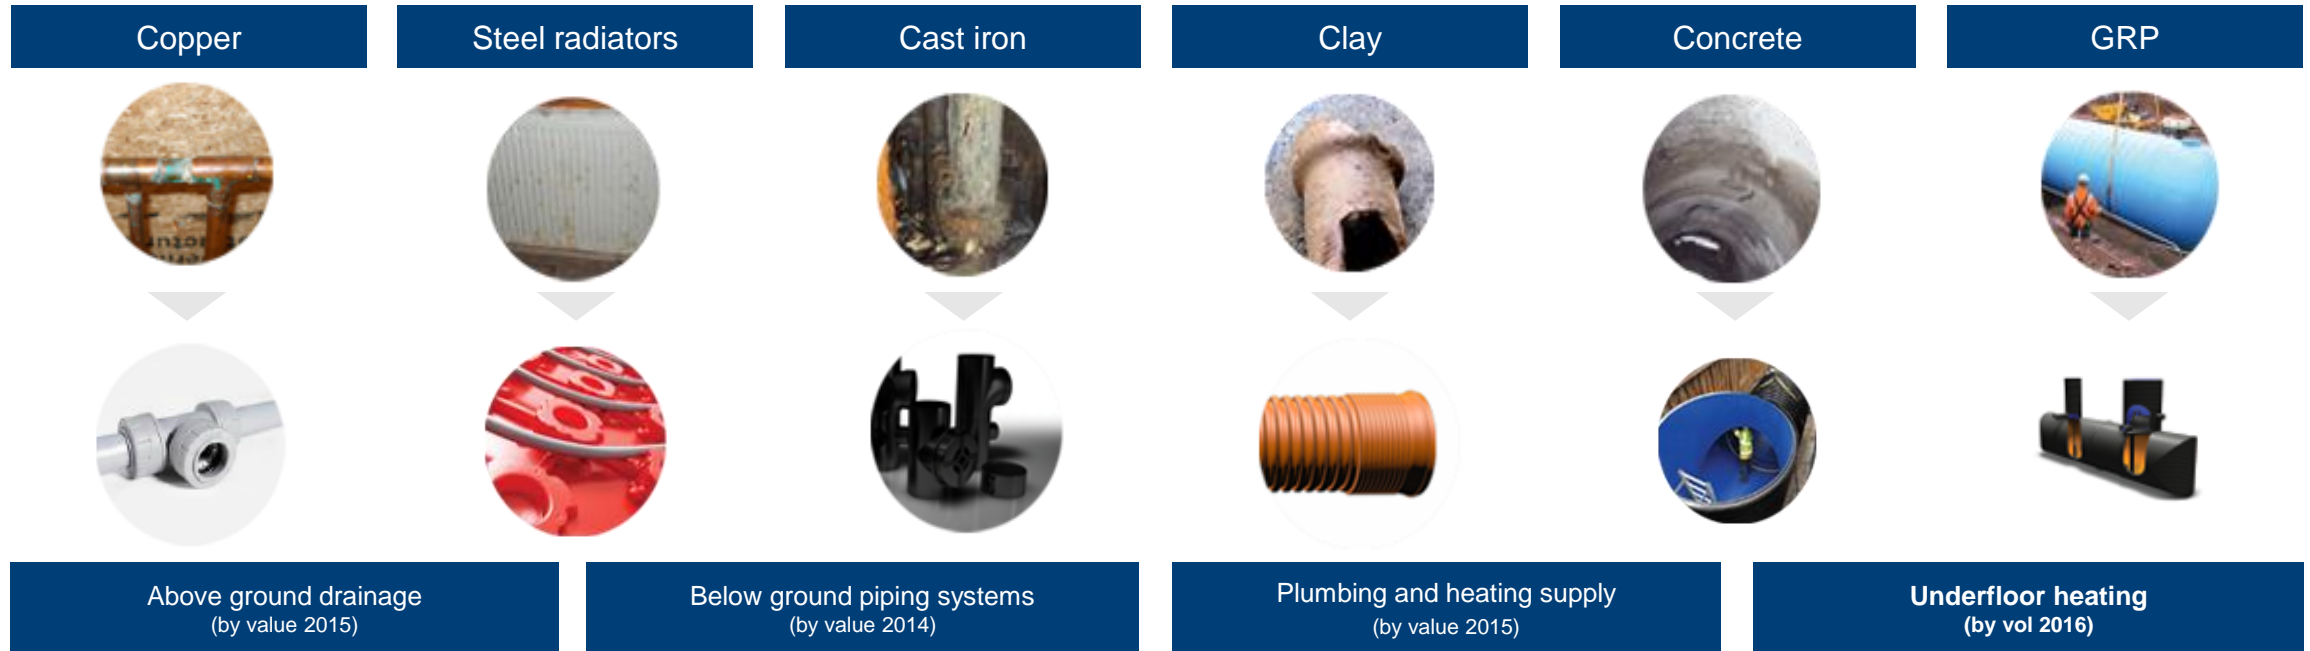 Copper
Steel radiators
Cast iron
Clay
Concrete
GRP
Above ground drainage
(by value 2015)
Below ground piping systems
(by value 2014)
Plumbing and heating supply
(by value 2015)
Underfloor heating
(by vol 2016)